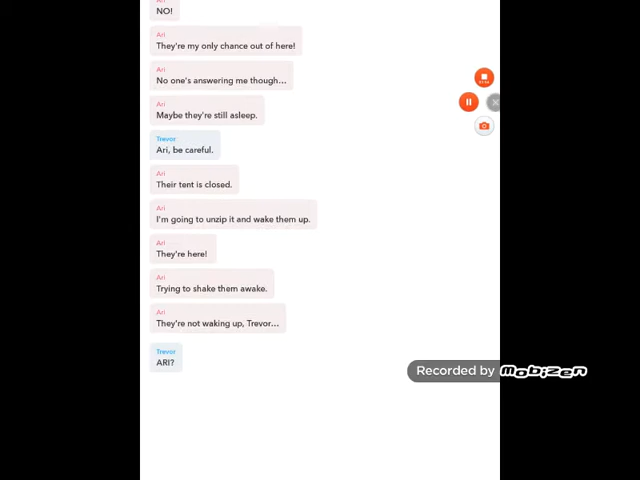 Ari
NO!
Ari
They're my only chance out of here!
Ari
No one's answering me though...
Ari
Maybe they're still asleep.
Trevor
Ari, be careful.
Ari
Their tent is closed.
Ari
I'm going to unzip it and wake them up.
Ari
They're here!
Ari
Trying to shake them awake.
Ari
They're not waking up, Trevor...
Trevor
ARI?
Recorded by Mobizen